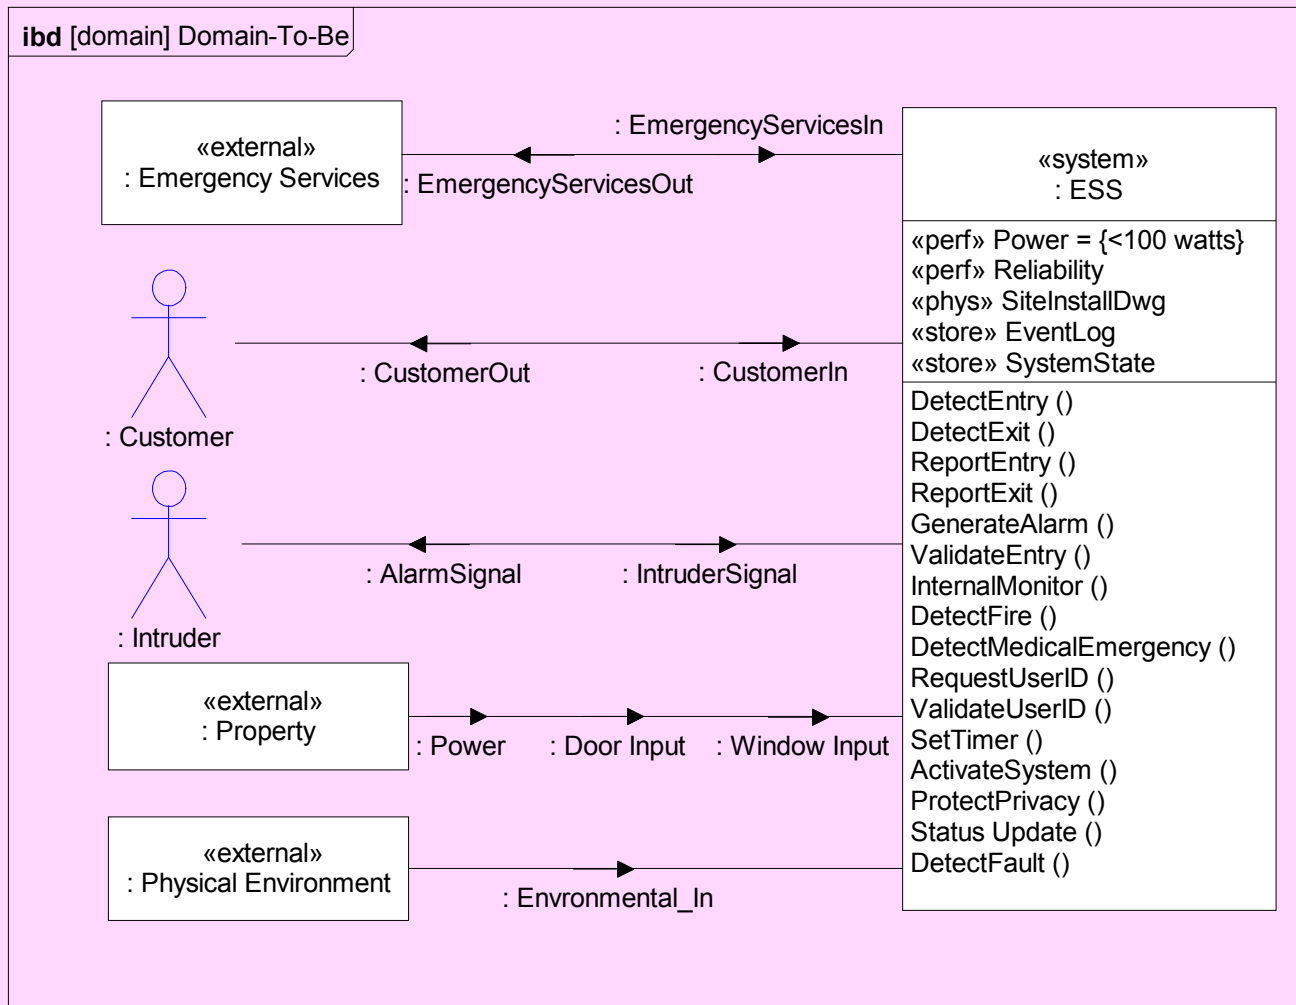 ibd [domain] Domain-To-Be
«external»
: Emergency Services
: EmergencyServicesIn
: EmergencyServicesOut
«system»
: ESS
«perf» Power = {<100 watts}
«perf» Reliability
«phys» SiteInstallDwg
«store» EventLog
«store» SystemState
DetectEntry ()
DetectExit ()
ReportEntry ()
ReportExit ()
GenerateAlarm ()
ValidateEntry ()
InternalMonitor ()
DetectFire ()
DetectMedicalEmergency ()
RequestUserID ()
ValidateUserID ()
SetTimer ()
ActivateSystem ()
ProtectPrivacy ()
Status Update ()
DetectFault ()
: CustomerOut
: CustomerIn
: Customer
: AlarmSignal
: IntruderSignal
: Intruder
«external»
: Property
: Power
: Door Input
: Window Input
«external»
: Physical Environment
: Envronmental_In